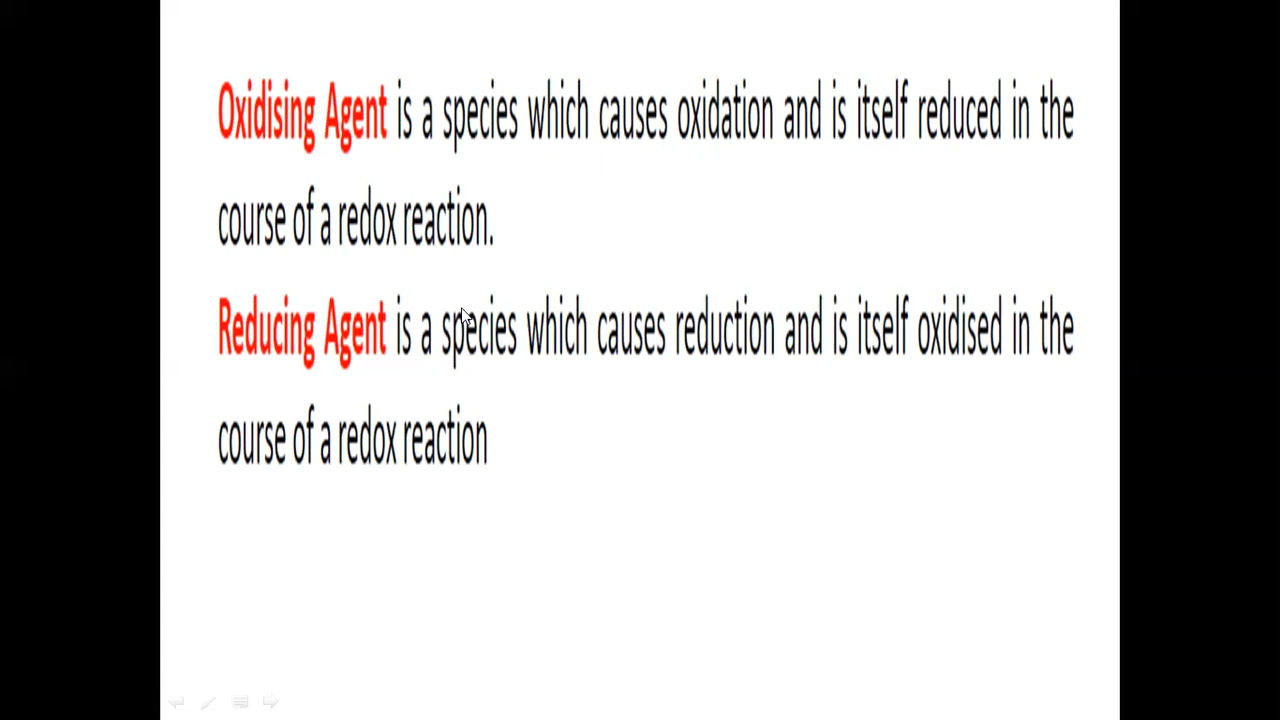 Oxidising Agent is a species which causes oxidation and is itself reduced in the
course of a redox reaction.
Reducing Agent is a species which causes reduction and is itself oxidised in the
course of a redox reaction